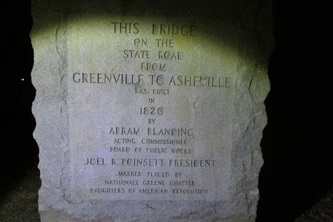 THIS BRIDGE
ON THE
STATE ROAD
FROM
GREENVILLE TO ASHEVILLE
WAS BUILT
IN
1820
BY
ABRAM BLANDING
ACTING COMMISSIONER
BOARD OF PUBLIC WORKS
JOEL R. POINSETT PRESIDENT
MARKER PLACED BY
NATHANAEL GREENE CHAPTER
DAUGHTERS OF AMERICAN REVOLUTION